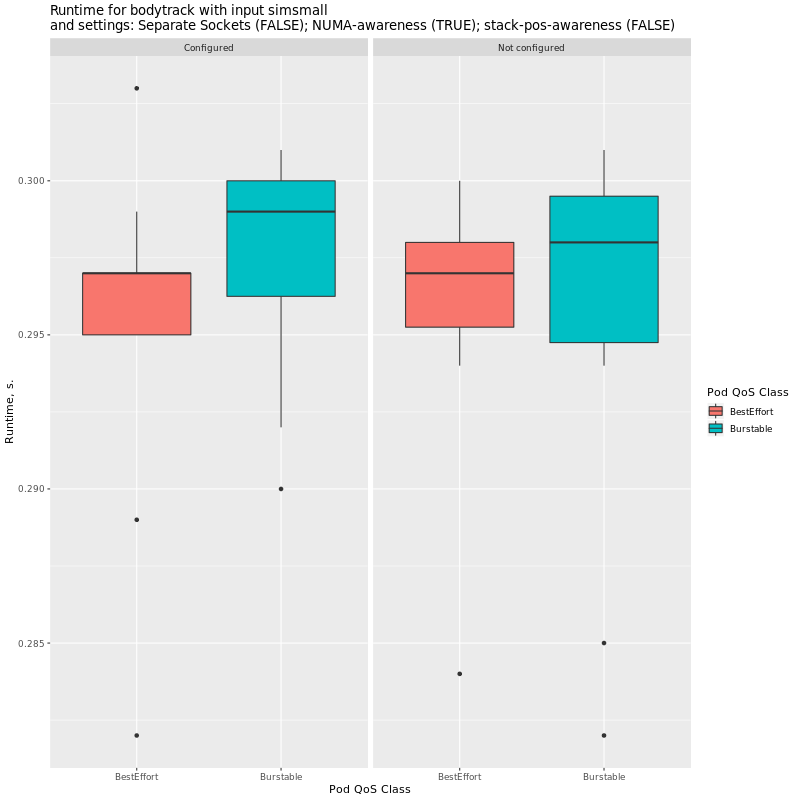 Runtime for bodytrack with input simsmall
and settings: Separate Sockets (FALSE); NUMA-awareness (TRUE); stack-pos-awareness (FALSE)
Configured
Not configured
0.300
0.295
0.290
0.285
Runtime, s.
BestEffort
Burstable
BestEffort
Burstable
Pod QoS Class
Pod QoS Class
BestEffort
Burstable